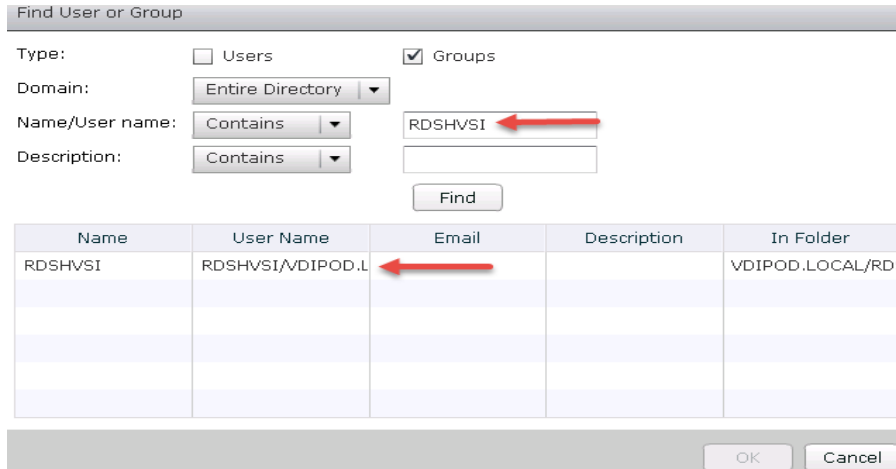 Find User or Group
Type: Users Groups
Domain: Entire Directory
Name/User name: Contains RDSHVSI
Description: Contains
Find
Name User Name Email Description In Folder
RDSHVSI RDSHVSI/VDIPOD.L VDIPOD.LOCAL/RD
OK Cancel